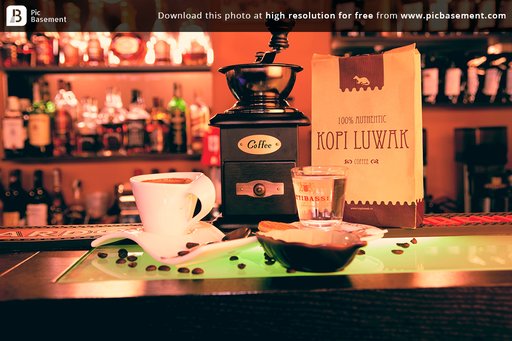 Pic
Basement
Download this photo at high resolution for free from www.picbasement.com
100% AUTHENTIC
KOPI LUWAK
COFFEE
Coffee